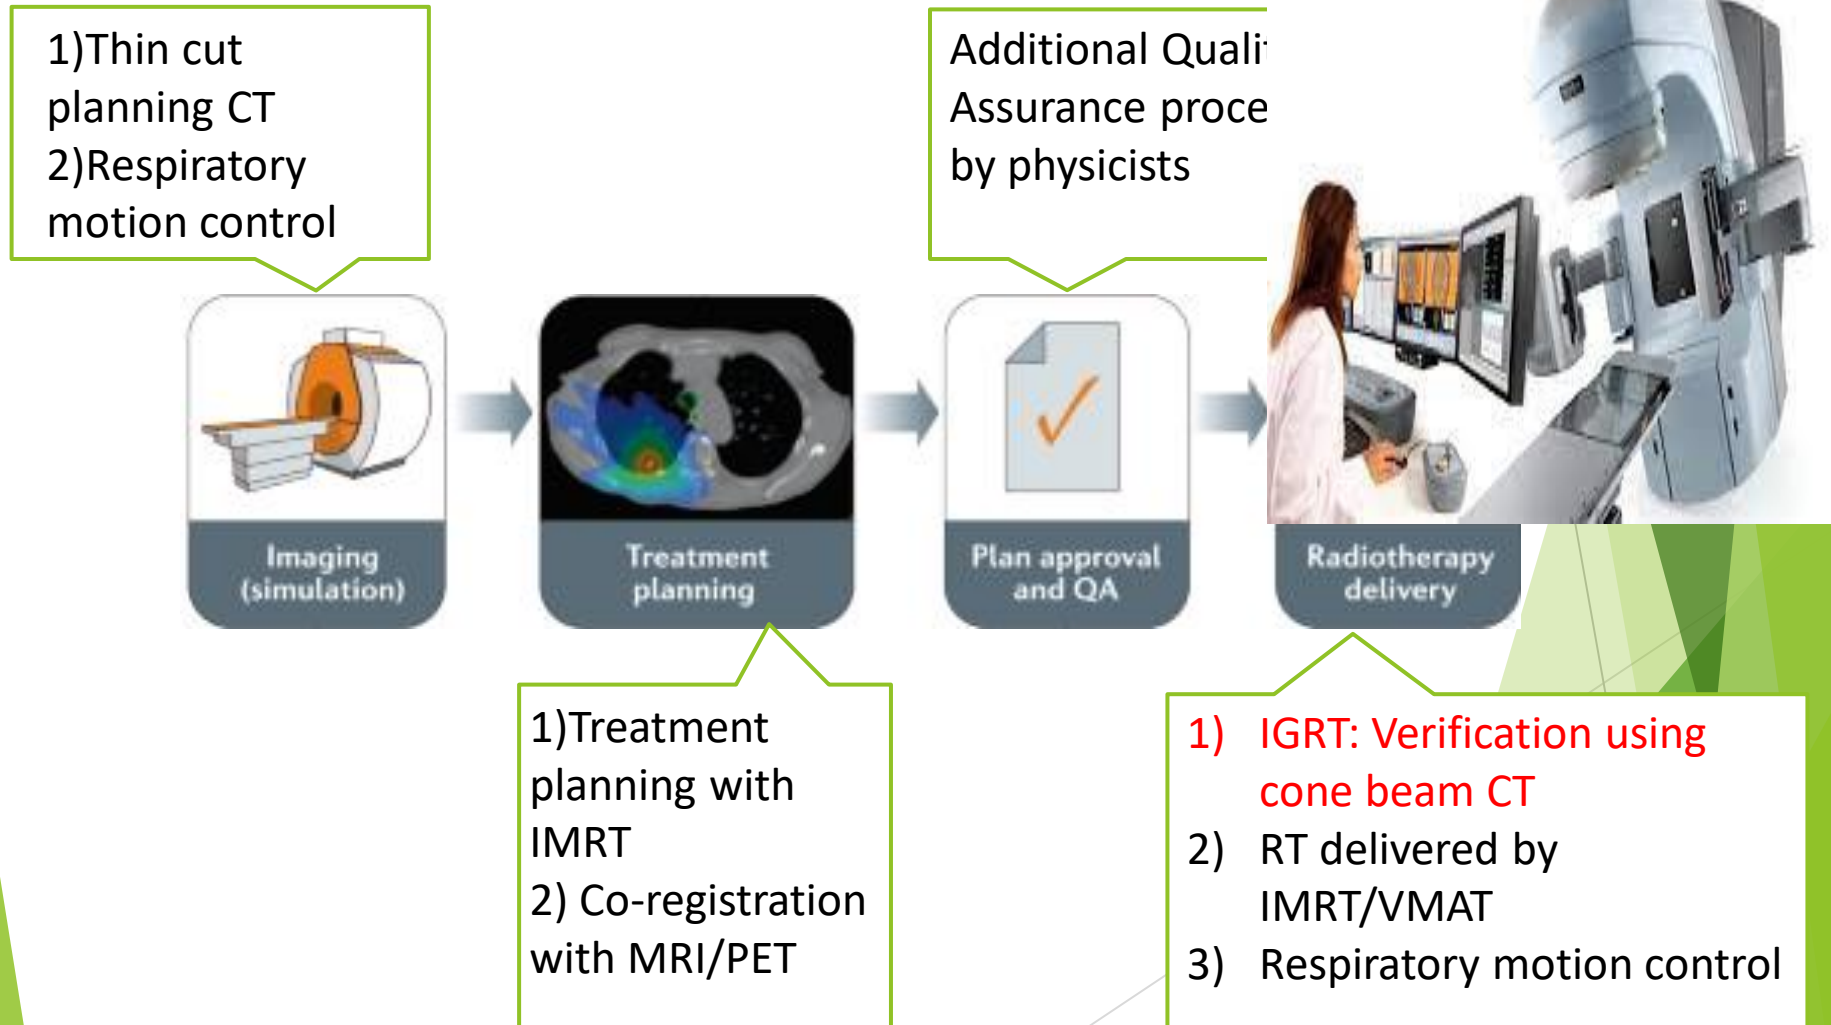 1)Thin cut
planning CT
2)Respiratory
motion control
Additional Quali
Assurance proce
by physicists
Imaging
(simulation)
Treatment
planning
Plan approval
and QA
Radiotherapy
delivery
1)Treatment
planning with
IMRT
2) Co-registration
with MRI/PET
1) IGRT: Verification using
cone beam CT
2) RT delivered by
IMRT/VMAT
3) Respiratory motion control